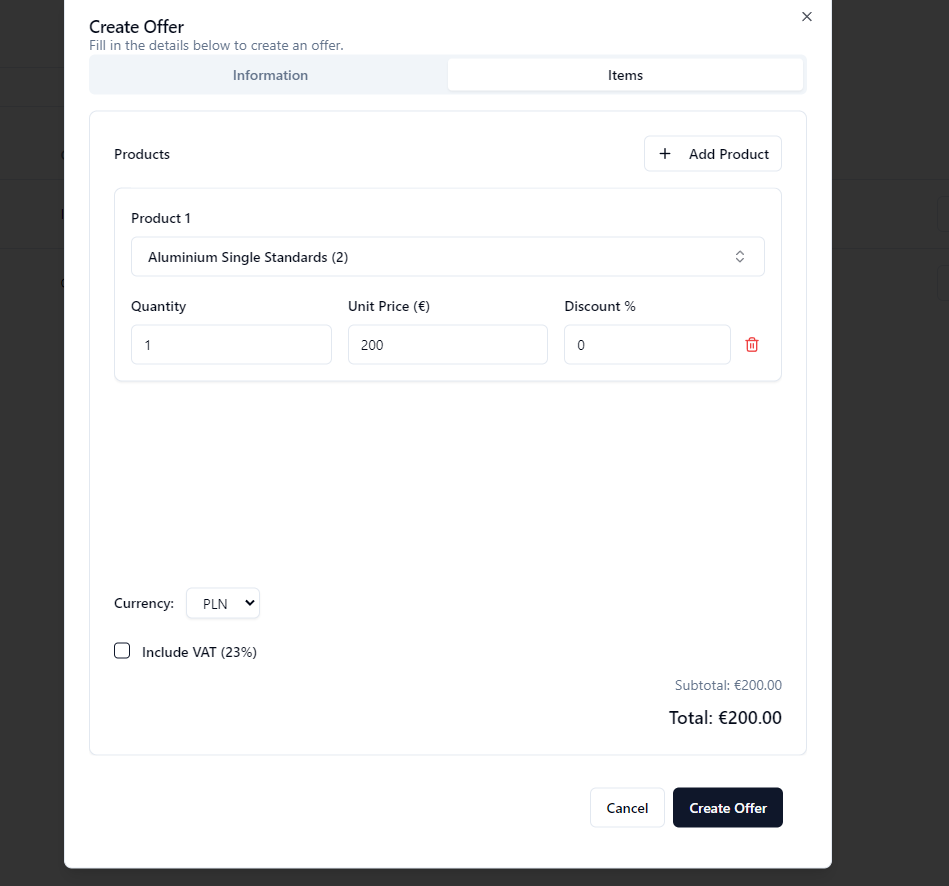 Create Offer
Fill in the details below to create an offer.
Information Items
Products + Add Product
Product 1
Aluminium Single Standards (2)
Quantity Unit Price (€) Discount %
1 200 0
Currency: PLN
Include VAT (23%)
Subtotal: €200.00
Total: €200.00
Cancel Create Offer